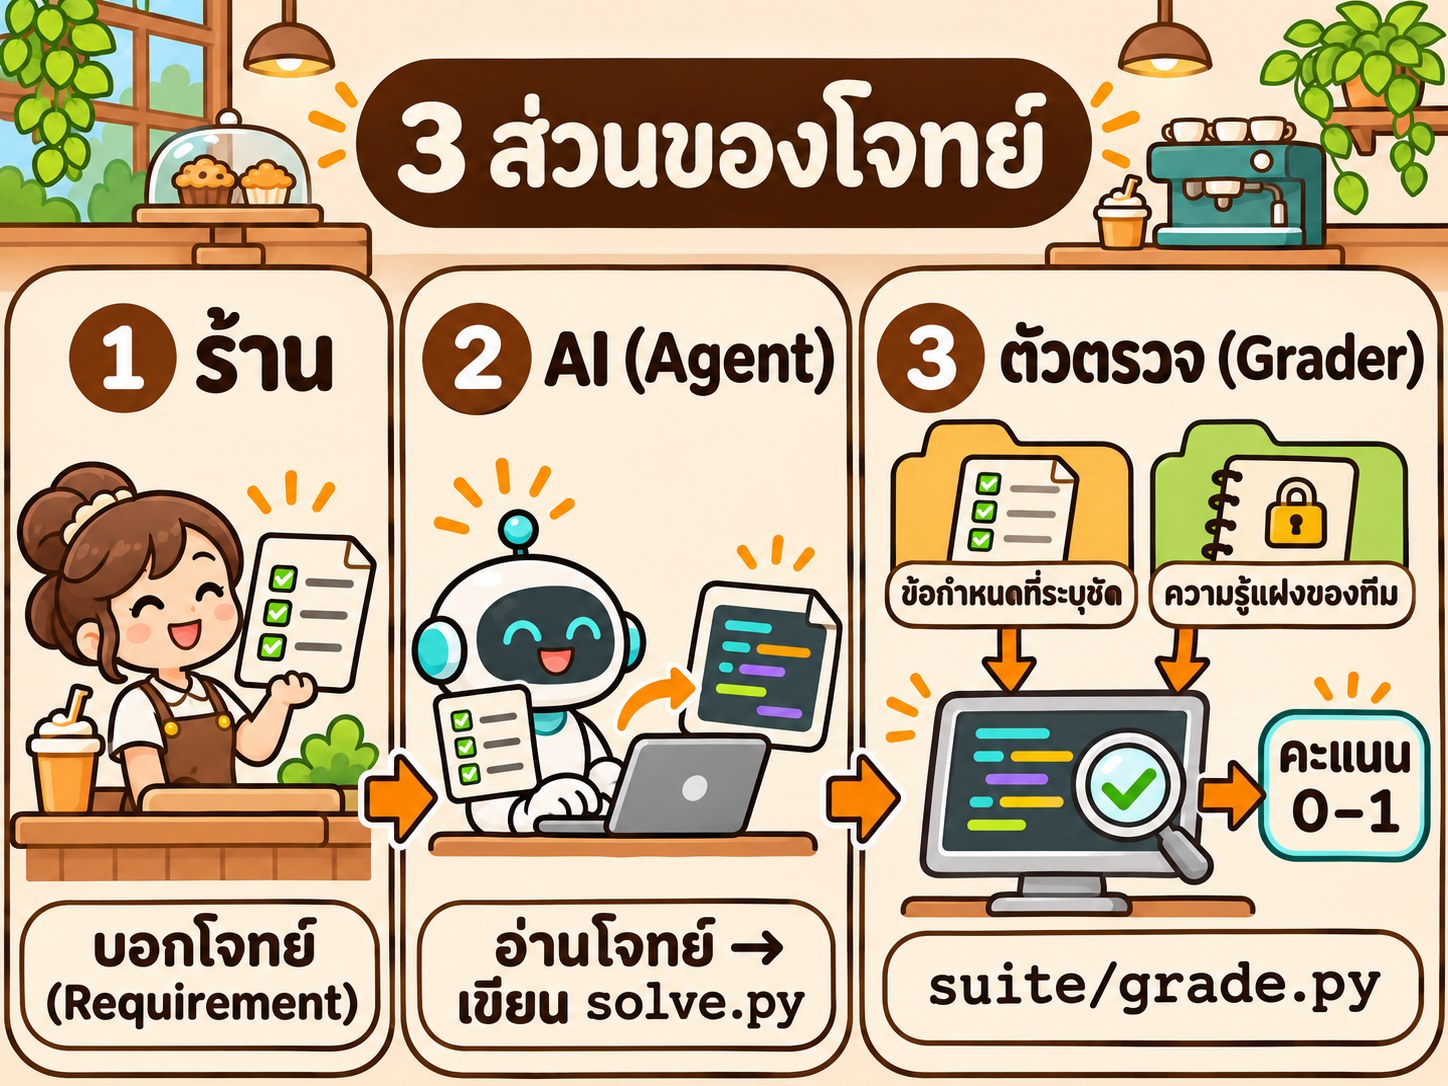 3 ส่วนของโจทย์
1 ร้าน
บอกโจทย์
(Requirement)
2 AI (Agent)
อ่านโจทย์ →
เขียน solve.py
3 ตัวตรวจ (Grader)
ข้อกำหนดที่ระบุชัด
ความรู้แฝงของทีม
คะแนน
0–1
suite/grade.py